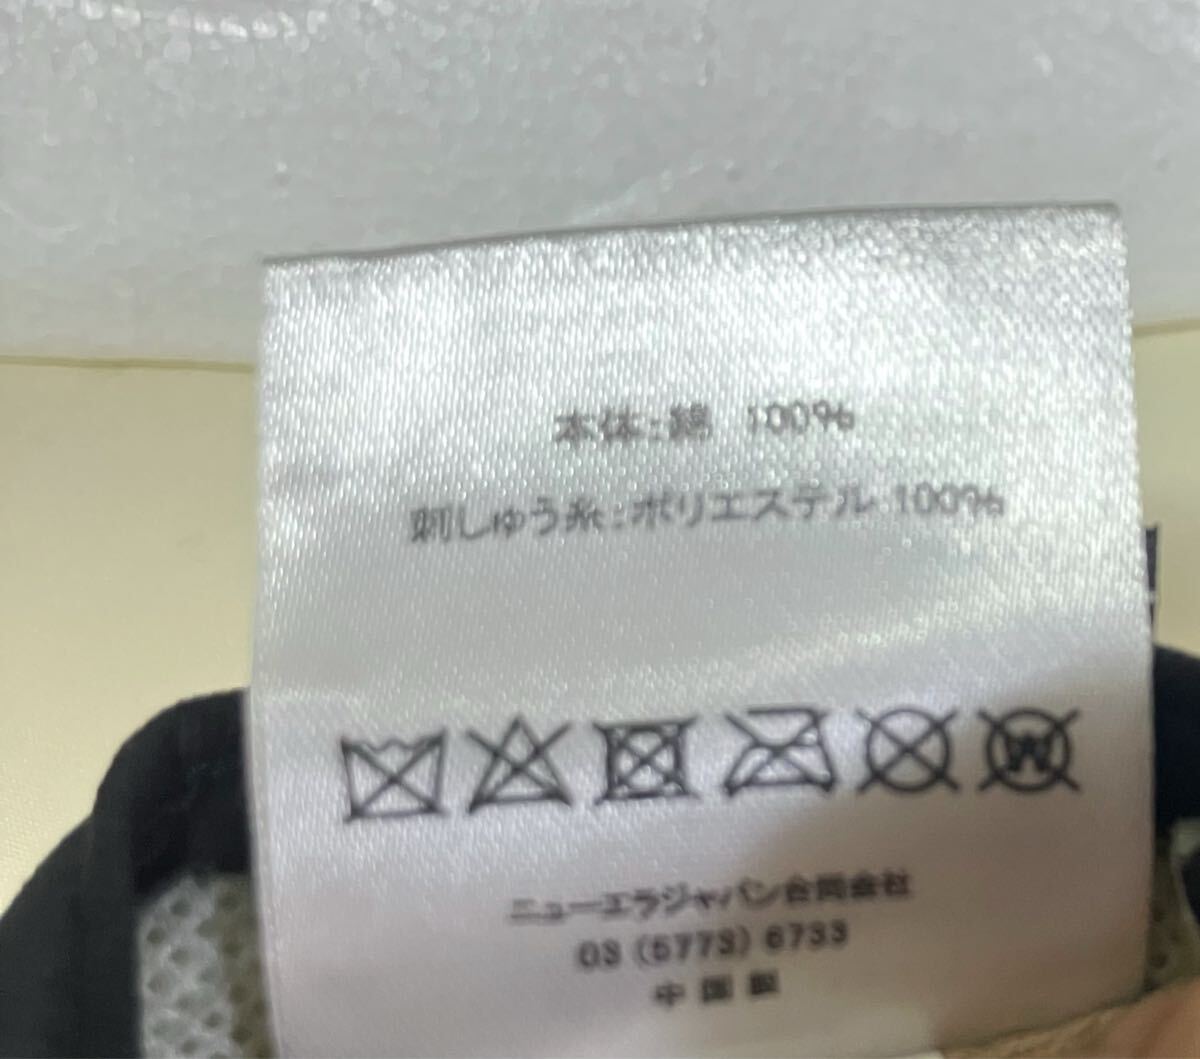 本体:綿 100%
刺しゅう糸:ポリエステル 100%
W
ニューエラジャパン合同会社
03 (5773) 6733
中国製